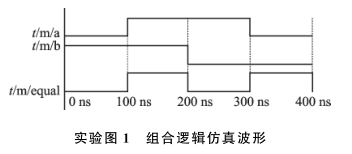 t/m/a
t/m/b
t/m/equal
0 ns 100 ns 200 ns 300 ns 400 ns
实验图 1 组合逻辑仿真波形